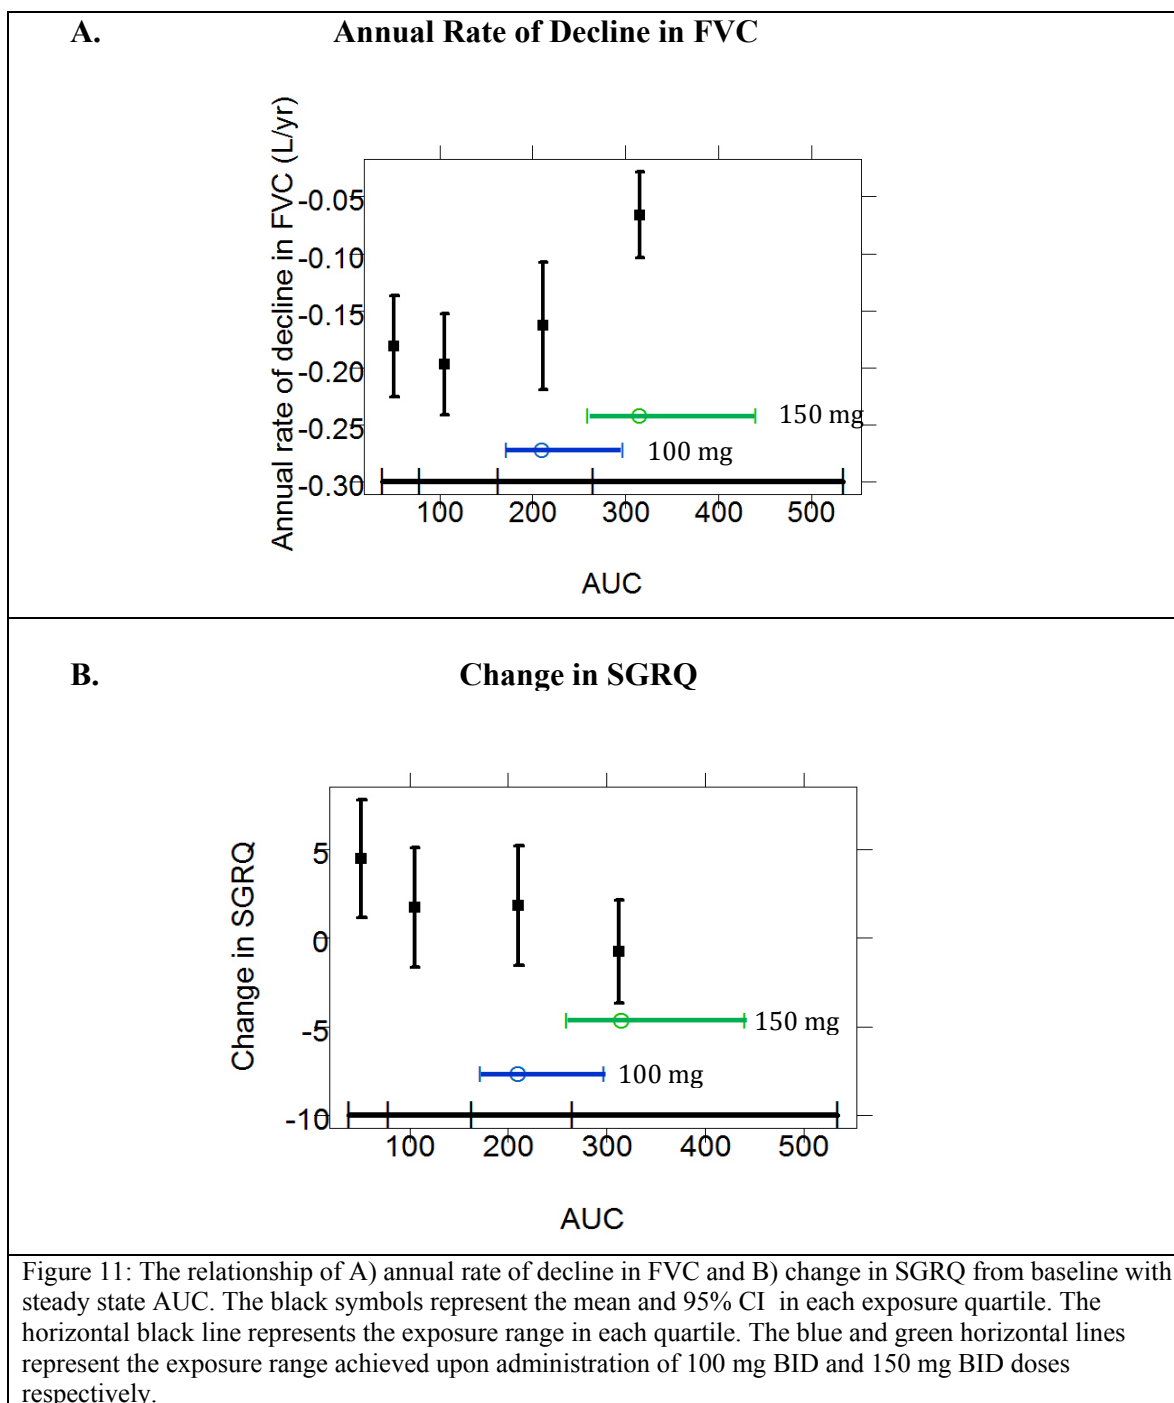 A. Annual Rate of Decline in FVC
Annual rate of decline in FVC (L/yr)
-0.05
-0.10
-0.15
-0.20
-0.25
-0.30
150 mg
100 mg
100 200 300 400 500
AUC
B. Change in SGRQ
Change in SGRQ
5
0
-5
-10
150 mg
100 mg
100 200 300 400 500
AUC
Figure 11: The relationship of A) annual rate of decline in FVC and B) change in SGRQ from baseline with
steady state AUC. The black symbols represent the mean and 95% CI in each exposure quartile. The
horizontal black line represents the exposure range in each quartile. The blue and green horizontal lines
represent the exposure range achieved upon administration of 100 mg BID and 150 mg BID doses
respectively.